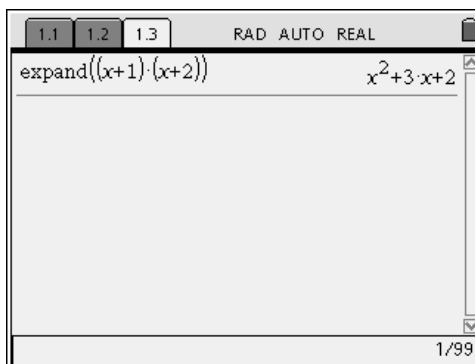 1.1 1.2 1.3 RAD AUTO REAL
expand((x+1)·(x+2)) x²+3·x+2
1/99